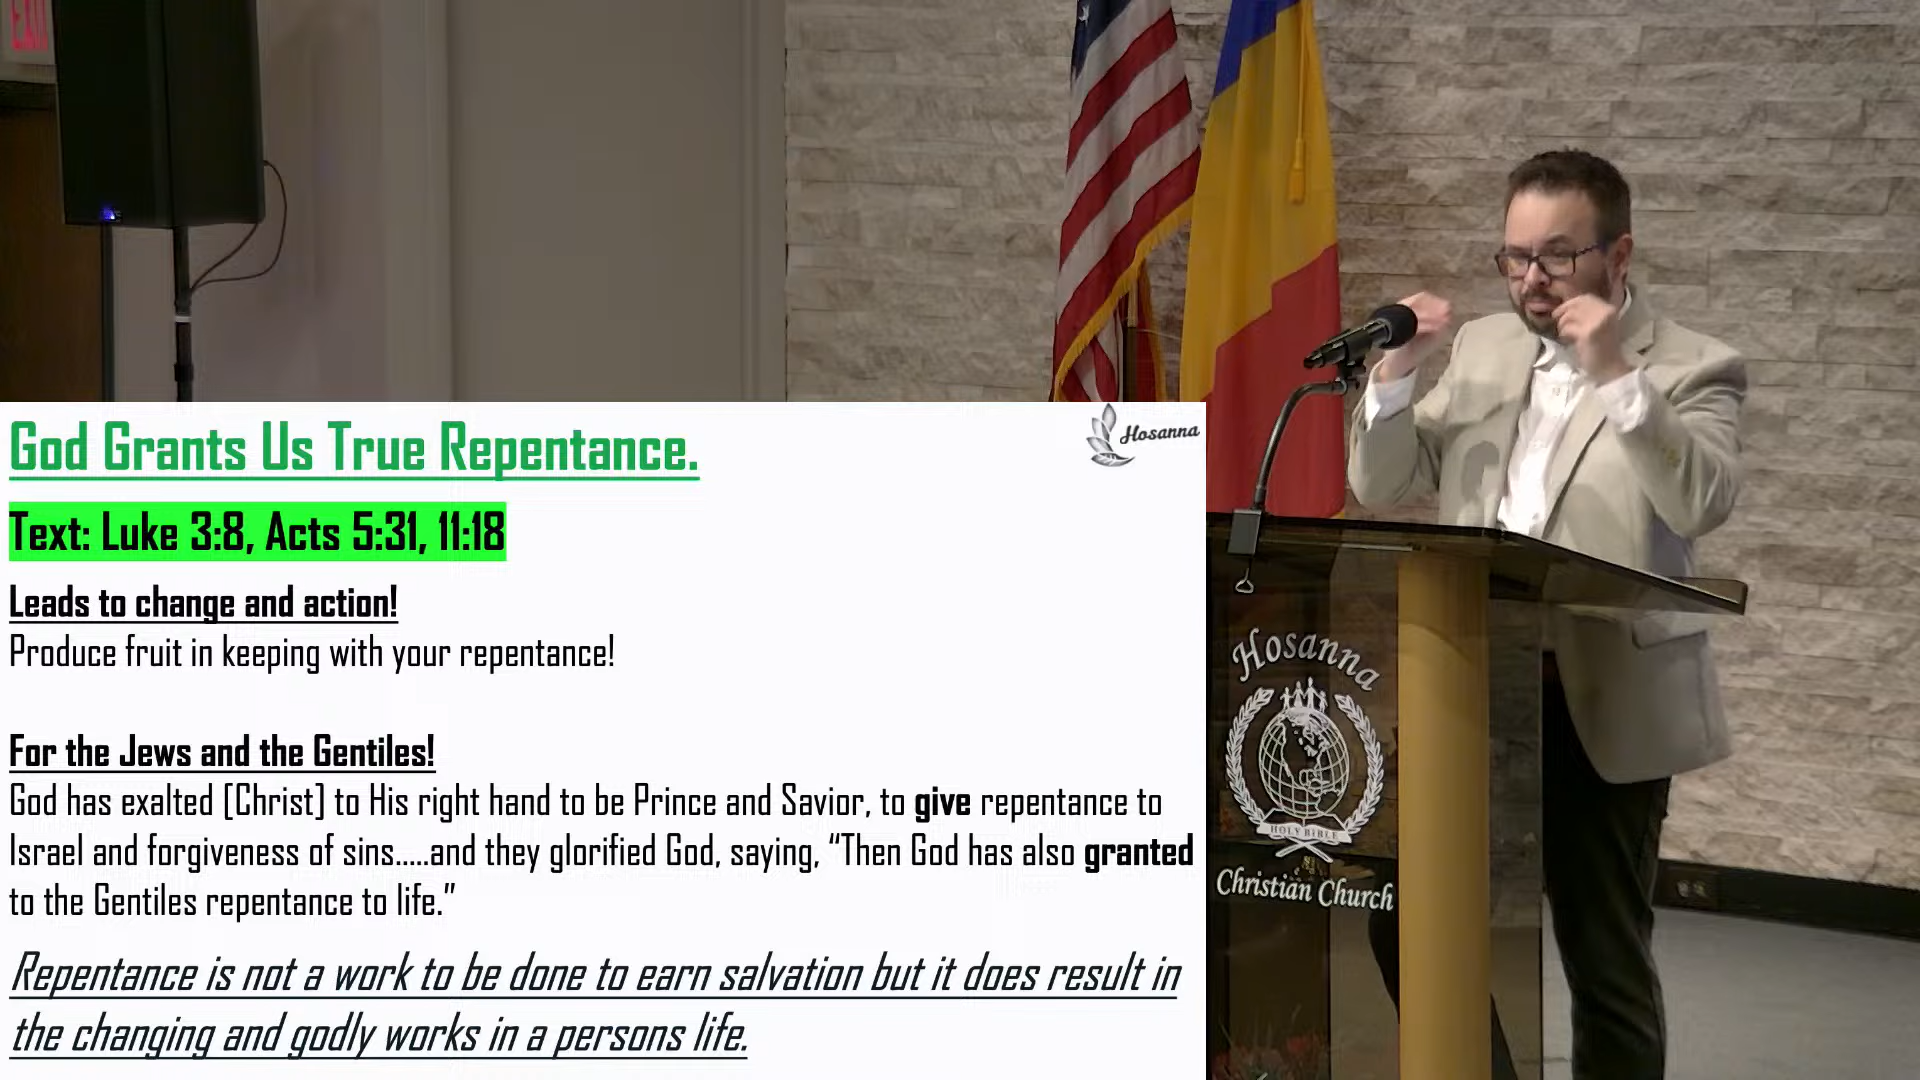 EXIT
God Grants Us True Repentance.
Hosanna
Text: Luke 3:8, Acts 5:31, 11:18
Leads to change and action!
Produce fruit in keeping with your repentance!
For the Jews and the Gentiles!
God has exalted [Christ] to His right hand to be Prince and Savior, to give repentance to
Israel and forgiveness of sins.....and they glorified God, saying, “Then God has also granted
to the Gentiles repentance to life.”
Repentance is not a work to be done to earn salvation but it does result in
the changing and godly works in a persons life.
Hosanna
HOLY BIBLE
Christian Church